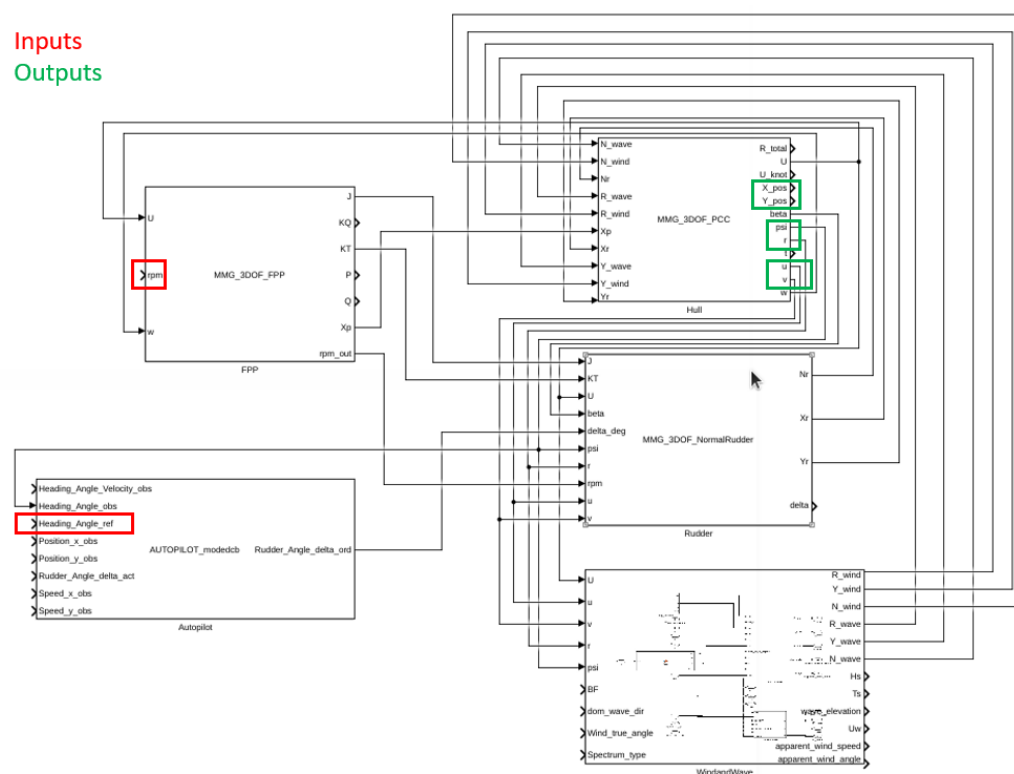 Inputs
Outputs
N_wave
N_wind
Nr
R_wave
R_wind
Xp
Xr
Y_wave
Y_wind
Yr
MMG_3DOF_PCC
R_total
U
U_knot
X_pos
Y_pos
beta
psi
r
t
u
v
w
Hull
U
rpm
w
MMG_3DOF_FPP
J
KQ
KT
P
Q
Xp
rpm_out
FPP
J
KT
U
beta
delta_deg
psi
r
rpm
u
v
MMG_3DOF_NormalRudder
Nr
Xr
Yr
delta
Rudder
Heading_Angle_Velocity_obs
Heading_Angle_obs
Heading_Angle_ref
Position_x_obs
Position_y_obs
Rudder_Angle_delta_act
Speed_x_obs
Speed_y_obs
AUTOPILOT_modedcb
Rudder_Angle_delta_ord
Autopilot
U
u
v
r
psi
BF
dom_wave_dir
Wind_true_angle
Spectrum_type
R_wind
Y_wind
N_wind
R_wave
Y_wave
N_wave
Hs
Ts
wave_elevation
Uw
apparent_wind_speed
apparent_wind_angle
WindandWave